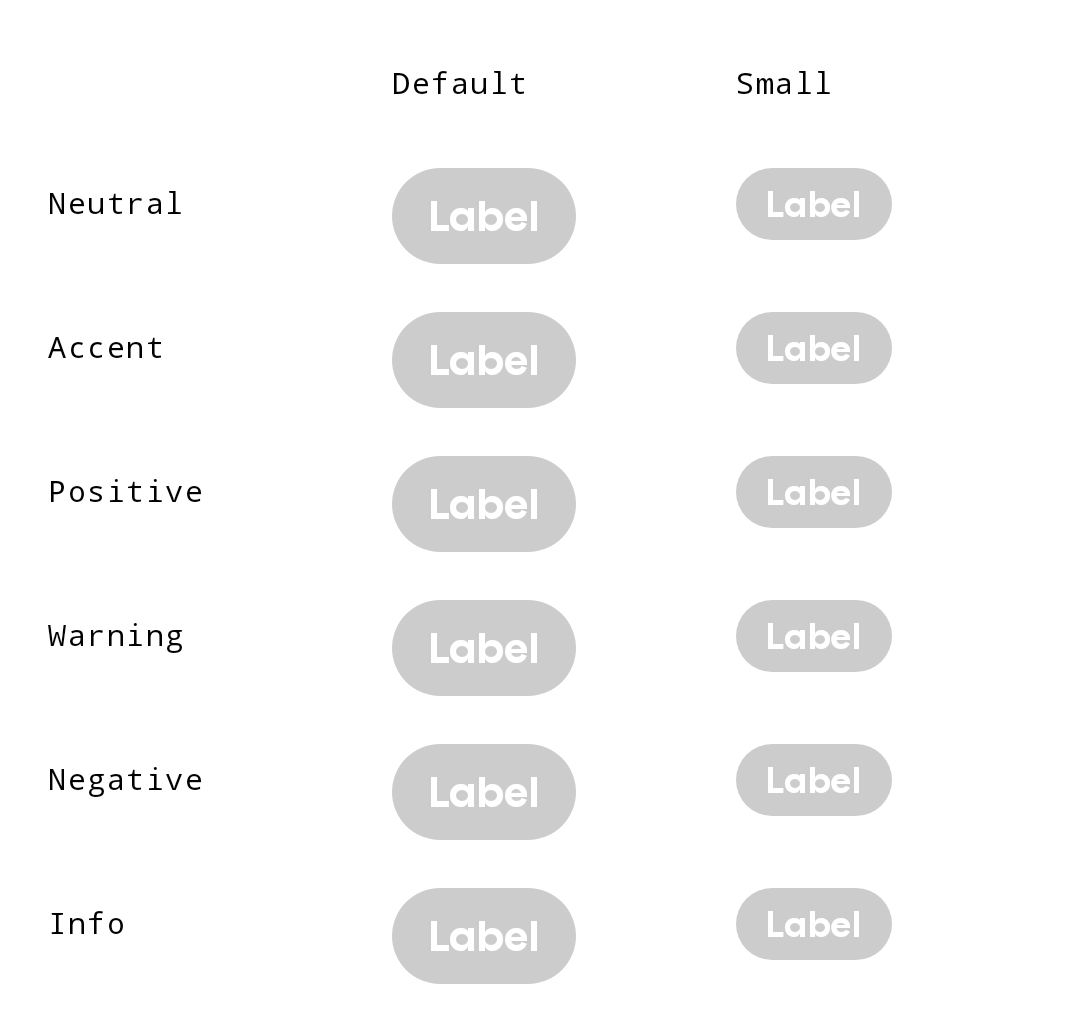 Default Small
Neutral Label Label
Accent Label Label
Positive Label Label
Warning Label Label
Negative Label Label
Info Label Label